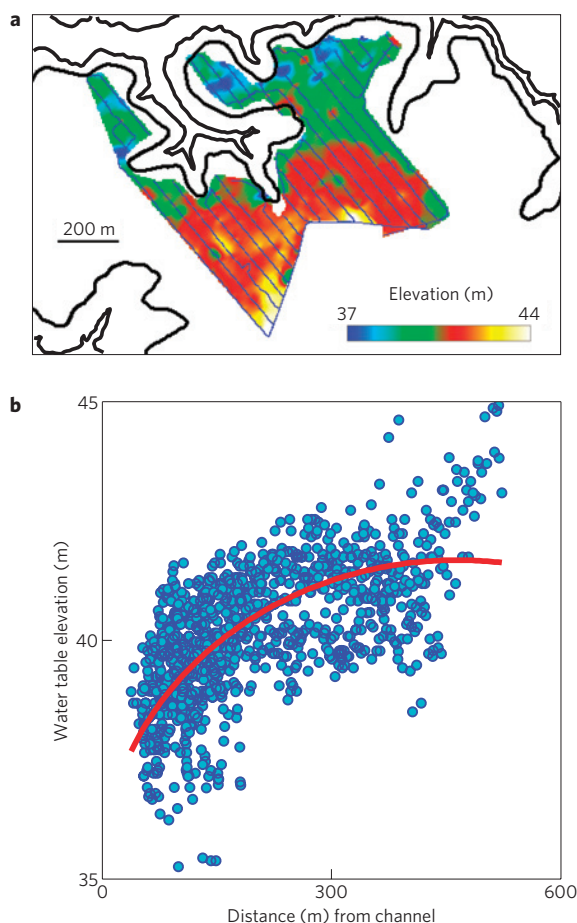 a
200 m
Elevation (m)
37 44
b
45
40
35
Water table elevation (m)
0 300 600
Distance (m) from channel